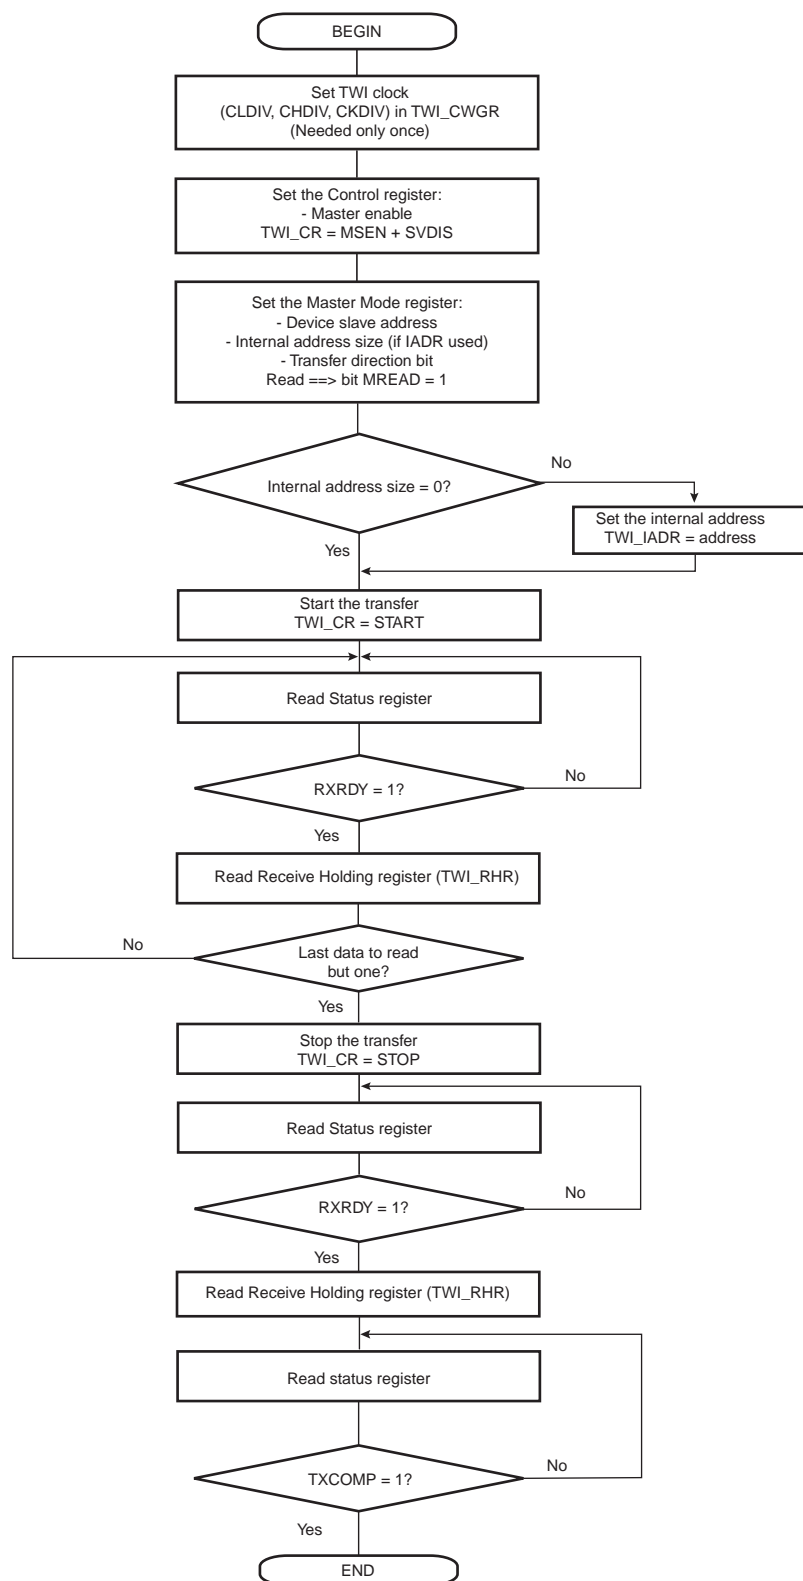 BEGIN
Set TWI clock
(CLDIV, CHDIV, CKDIV) in TWI_CWGR
(Needed only once)
Set the Control register:
- Master enable
TWI_CR = MSEN + SVDIS
Set the Master Mode register:
- Device slave address
- Internal address size (if IADR used)
- Transfer direction bit
Read ==> bit MREAD = 1
Internal address size = 0?
No
Set the internal address
TWI_IADR = address
Yes
Start the transfer
TWI_CR = START
Read Status register
RXRDY = 1?
No
Yes
Read Receive Holding register (TWI_RHR)
No
Last data to read
but one?
Yes
Stop the transfer
TWI_CR = STOP
Read Status register
RXRDY = 1?
No
Yes
Read Receive Holding register (TWI_RHR)
Read status register
TXCOMP = 1?
No
Yes
END